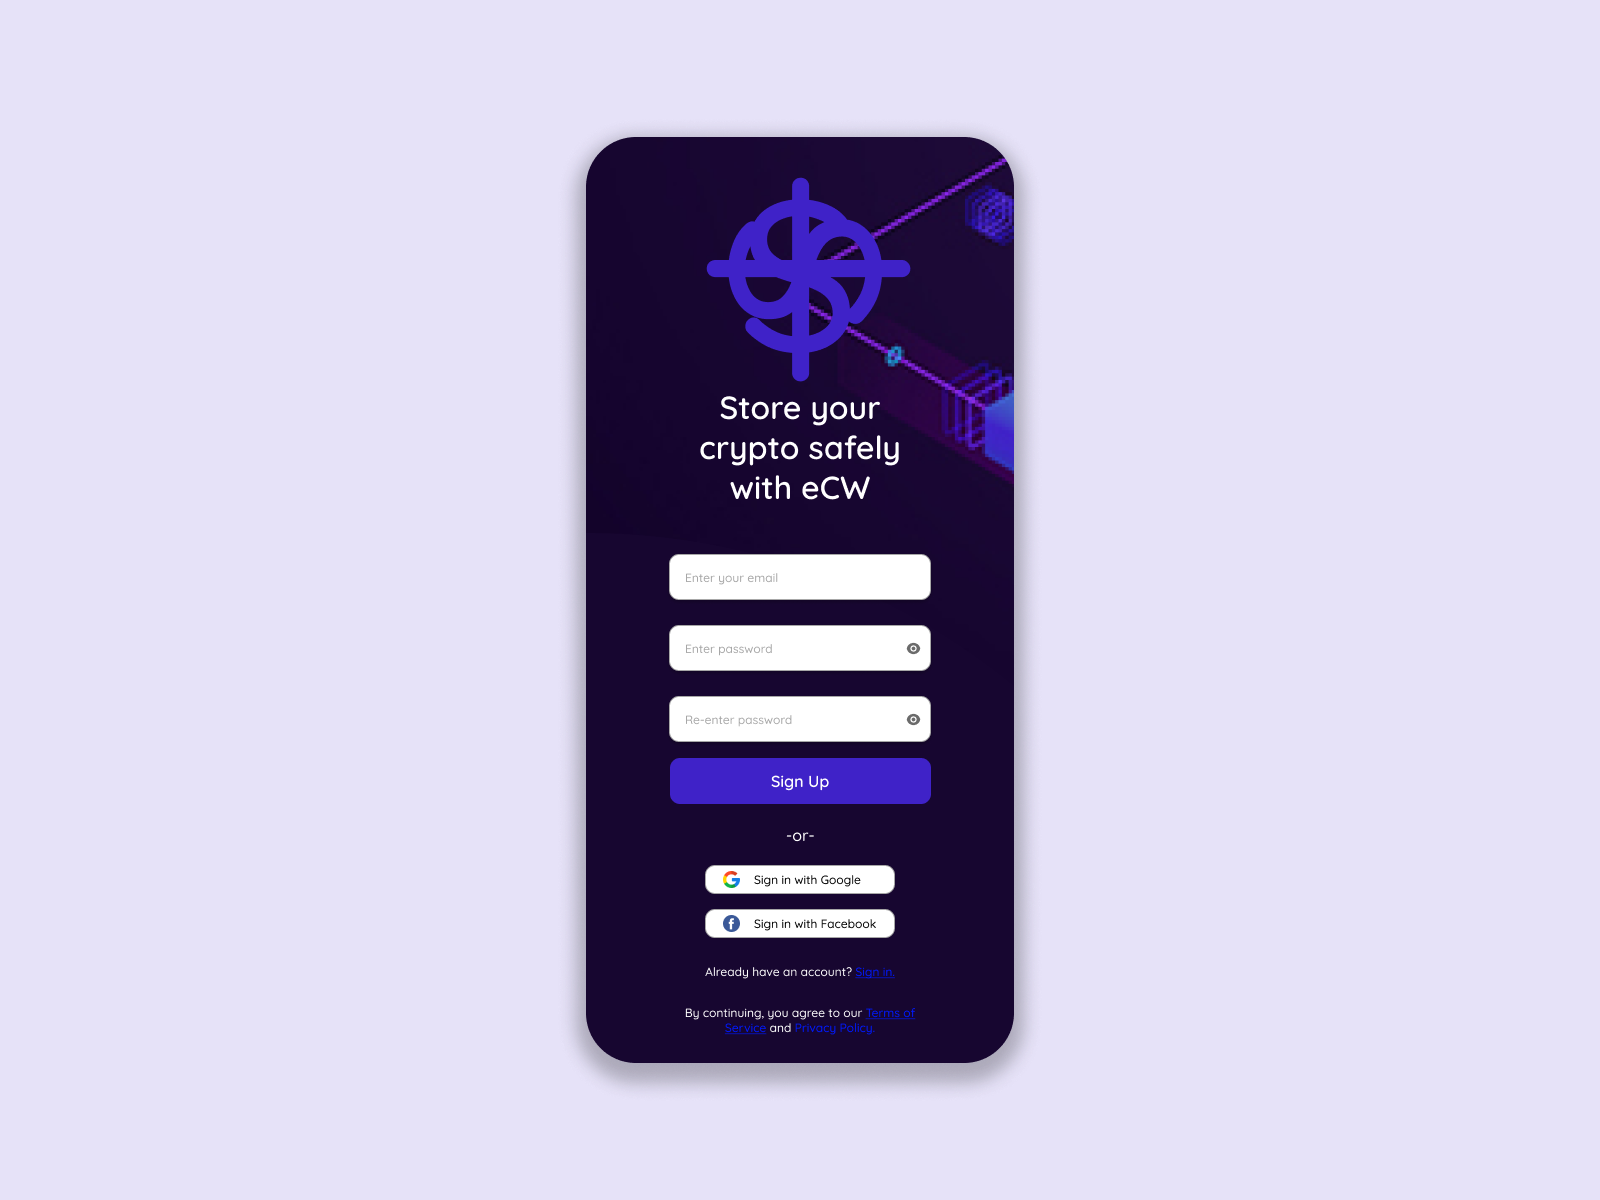 Store your
crypto safely
with eCW
Enter your email
Enter password
Re-enter password
Sign Up
-or-
Sign in with Google
Sign in with Facebook
Already have an account? Sign in.
By continuing, you agree to our Terms of
Service and Privacy Policy.